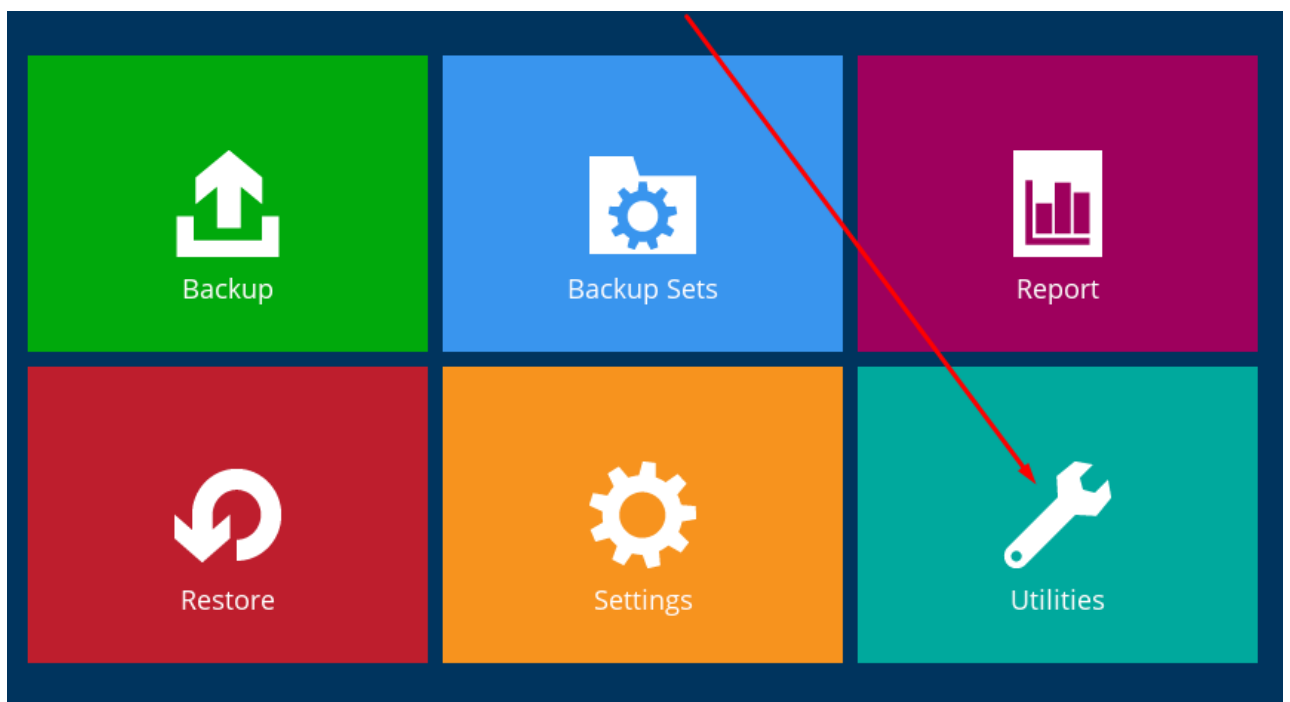 Backup
Backup Sets
Report
Restore
Settings
Utilities